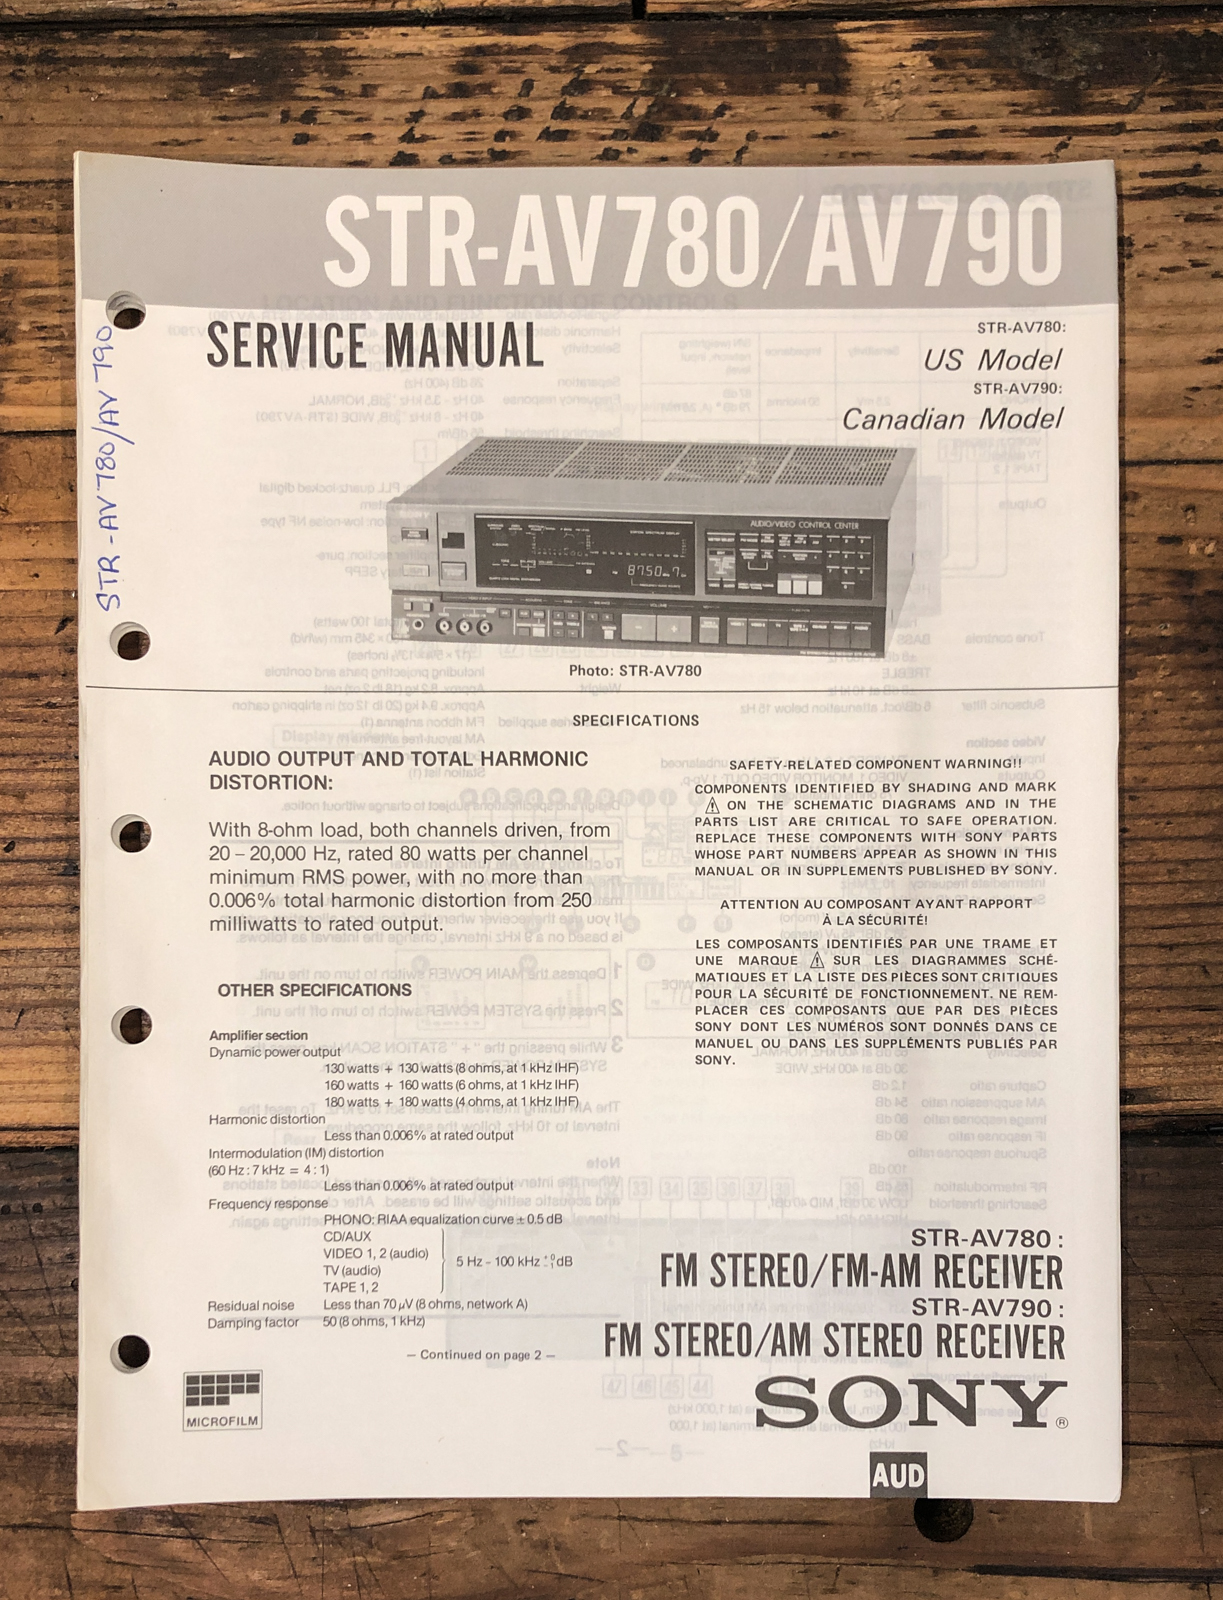 STR-AV780/AV790
SERVICE MANUAL
STR-AV780:
US Model
STR-AV790:
Canadian Model
STR-AV780/AV790
AUDIO/VIDEO CONTROL CENTER
Photo: STR-AV780
SPECIFICATIONS
AUDIO OUTPUT AND TOTAL HARMONIC
DISTORTION:
With 8-ohm load, both channels driven, from
20 – 20,000 Hz, rated 80 watts per channel
minimum RMS power, with no more than
0.006% total harmonic distortion from 250
milliwatts to rated output.
OTHER SPECIFICATIONS
Amplifier section
Dynamic power output
130 watts + 130 watts (8 ohms, at 1 kHz IHF)
160 watts + 160 watts (6 ohms, at 1 kHz IHF)
180 watts + 180 watts (4 ohms, at 1 kHz IHF)
Harmonic distortion
Less than 0.006% at rated output
Intermodulation (IM) distortion
(60 Hz : 7 kHz = 4 : 1)
Less than 0.006% at rated output
Frequency response
PHONO: RIAA equalization curve ± 0.5 dB
CD/AUX
VIDEO 1, 2 (audio)
TV (audio)
TAPE 1, 2
5 Hz – 100 kHz +0 −1 dB
Residual noise Less than 70 µV (8 ohms, network A)
Damping factor 50 (8 ohms, 1 kHz)
– Continued on page 2 –
MICROFILM
SAFETY-RELATED COMPONENT WARNING!!
COMPONENTS IDENTIFIED BY SHADING AND MARK
⚠ ON THE SCHEMATIC DIAGRAMS AND IN THE
PARTS LIST ARE CRITICAL TO SAFE OPERATION.
REPLACE THESE COMPONENTS WITH SONY PARTS
WHOSE PART NUMBERS APPEAR AS SHOWN IN THIS
MANUAL OR IN SUPPLEMENTS PUBLISHED BY SONY.
ATTENTION AU COMPOSANT AYANT RAPPORT
À LA SÉCURITÉ!
LES COMPOSANTS IDENTIFIÉS PAR UNE TRAME ET
UNE MARQUE ⚠ SUR LES DIAGRAMMES SCHÉ-
MATIQUES ET LA LISTE DES PIÈCES SONT CRITIQUES
POUR LA SÉCURITÉ DE FONCTIONNEMENT. NE REM-
PLACER CES COMPOSANTS QUE PAR DES PIÈCES
SONY DONT LES NUMÉROS SONT DONNÉS DANS CE
MANUEL OU DANS LES SUPPLÉMENTS PUBLIÉS PAR
SONY.
STR-AV780 :
FM STEREO/FM-AM RECEIVER
STR-AV790 :
FM STEREO/AM STEREO RECEIVER
SONY®
AUD